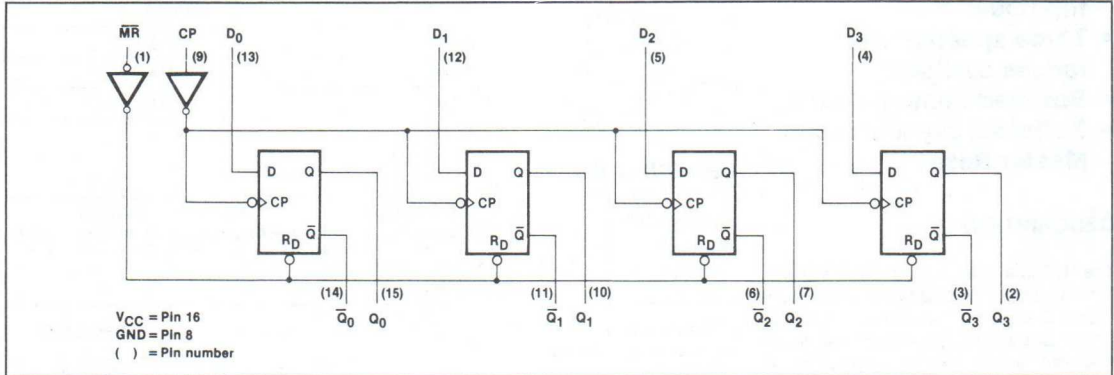 M̅R̅ CP D0 D1 D2 D3
(1) (9) (13) (12) (5) (4)
D Q D Q D Q D Q
CP CP CP CP
RD Q̅ RD Q̅ RD Q̅ RD Q̅
(14) (15) (11) (10) (6) (7) (3) (2)
Q̅0 Q0 Q̅1 Q1 Q̅2 Q2 Q̅3 Q3
VCC = Pin 16
GND = Pin 8
( ) = Pin number